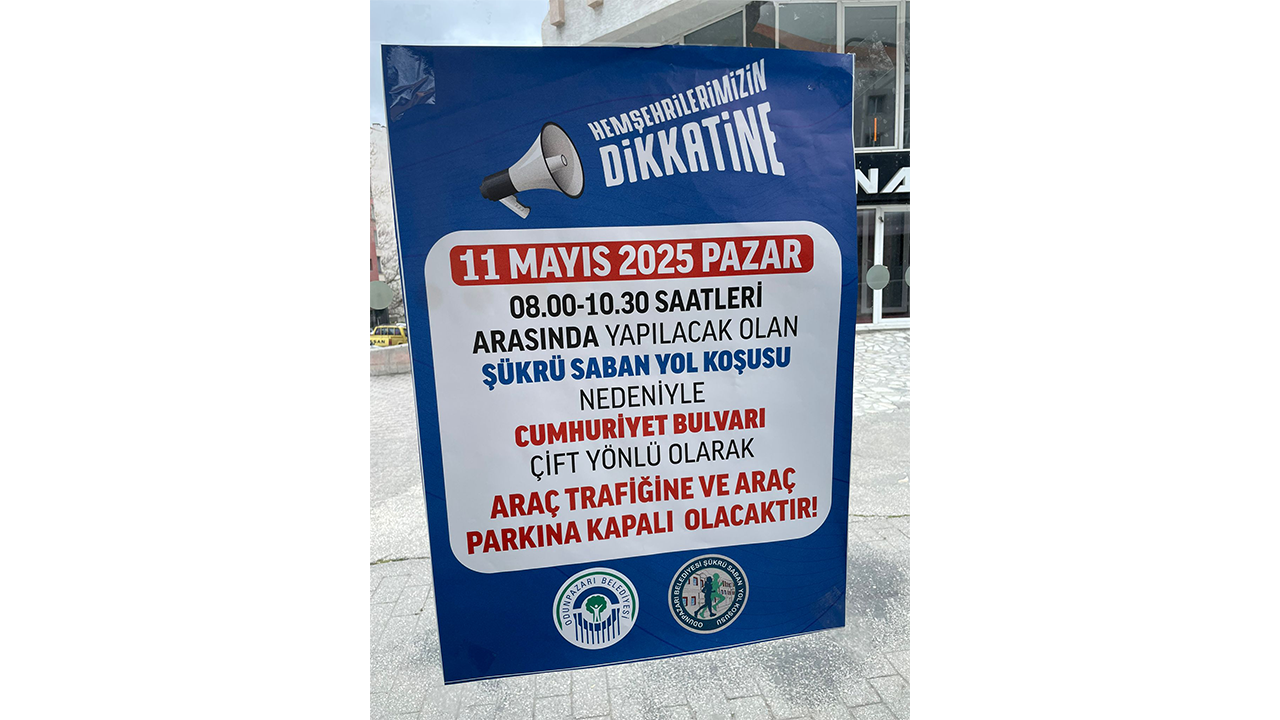 HEMŞEHRİLERİMİZİN
DİKKATİNE
11 MAYIS 2025 PAZAR
08.00-10.30 SAATLERİ
ARASINDA YAPILACAK OLAN
ŞÜKRÜ SABAN YOL KOŞUSU
NEDENİYLE
CUMHURİYET BULVARI
ÇİFT YÖNLÜ OLARAK
ARAÇ TRAFİĞİNE VE ARAÇ
PARKINA KAPALI OLACAKTIR!
ODUNPAZARI BELEDİYESİ
ODUNPAZARI BELEDİYESİ ŞÜKRÜ SABAN YOL KOŞUSU